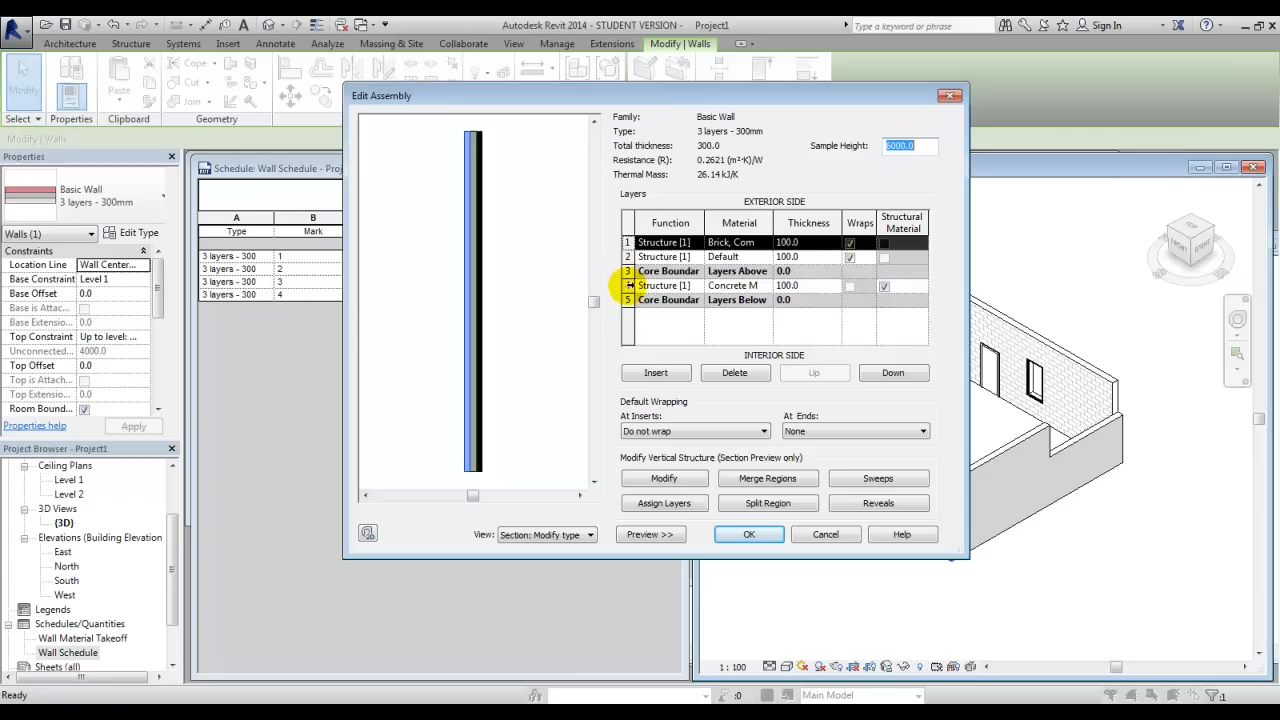 Autodesk Revit 2014 - STUDENT VERSION - Project1
Type a keyword or phrase
Sign In
Architecture Structure Systems Insert Annotate Analyze Massing & Site Collaborate View Manage Extensions Modify | Walls
Modify
Paste
Cope
Cut
Join
Select Properties Clipboard Geometry
Modify | Walls
Properties
Basic Wall
3 layers - 300mm
Walls (1)
Edit Type
Constraints
Location Line Wall Center...
Base Constraint Level 1
Base Offset 0.0
Base is Attac...
Base Extensio...
Top Constraint Up to level: ...
Unconnected... 4000.0
Top Offset 0.0
Top is Attach...
Top Extension...
Room Bound...
Properties help
Apply
Project Browser - Project1
Ceiling Plans
Level 1
Level 2
3D Views
{3D}
Elevations (Building Elevation
East
North
South
West
Legends
Schedules/Quantities
Wall Material Takeoff
Wall Schedule
Sheets (all)
Schedule: Wall Schedule - Proj
A B
Type Mark
3 layers - 300 1
3 layers - 300 2
3 layers - 300 3
3 layers - 300 4
Edit Assembly
Family: Basic Wall
Type: 3 layers - 300mm
Total thickness: 300.0
Sample Height: 6000.0
Resistance (R): 0.2621 (m²·K)/W
Thermal Mass: 26.14 kJ/K
Layers
EXTERIOR SIDE
Function Material Thickness Wraps Structural Material
1 Structure [1] Brick, Com 100.0
2 Structure [1] Default 100.0
3 Core Boundar Layers Above 0.0
Structure [1] Concrete M 100.0
5 Core Boundar Layers Below 0.0
INTERIOR SIDE
Insert Delete Up Down
Default Wrapping
At Inserts: At Ends:
Do not wrap None
Modify Vertical Structure (Section Preview only)
Modify Merge Regions Sweeps
Assign Layers Split Region Reveals
View: Section: Modify type
Preview >> OK Cancel Help
TOP
FRONT
RIGHT
1 : 100
Ready
:0
Main Model
:1